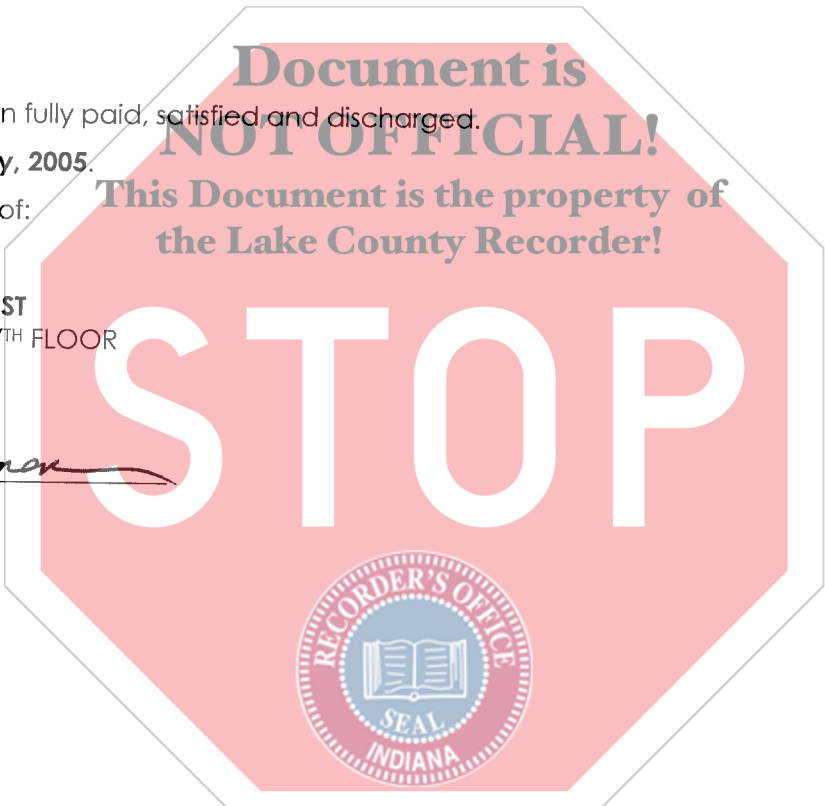 Document is
n fully paid, satisfied and discharged.
NOT OFFICIAL!
y, 2005.
This Document is the property of
of:
the Lake County Recorder!
ST
TH FLOOR
STOP
RECORDER'S OFFICE
SEAL
INDIANA